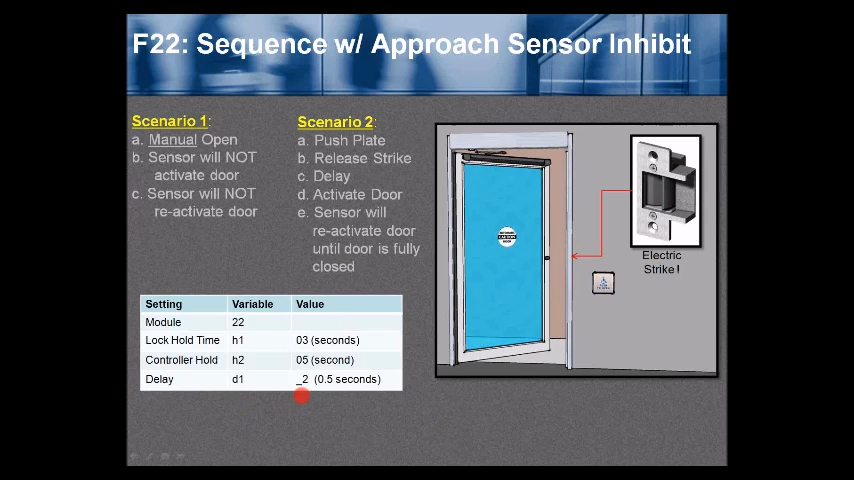 F22: Sequence w/ Approach Sensor Inhibit
Scenario 1:
a. Manual Open
b. Sensor will NOT
activate door
c. Sensor will NOT
re-activate door
Scenario 2:
a. Push Plate
b. Release Strike
c. Delay
d. Activate Door
e. Sensor will
re-activate door
until door is fully
closed
Electric
Strike!
Setting Variable Value
Module 22
Lock Hold Time h1 03 (seconds)
Controller Hold h2 05 (second)
Delay d1 _2 (0.5 seconds)